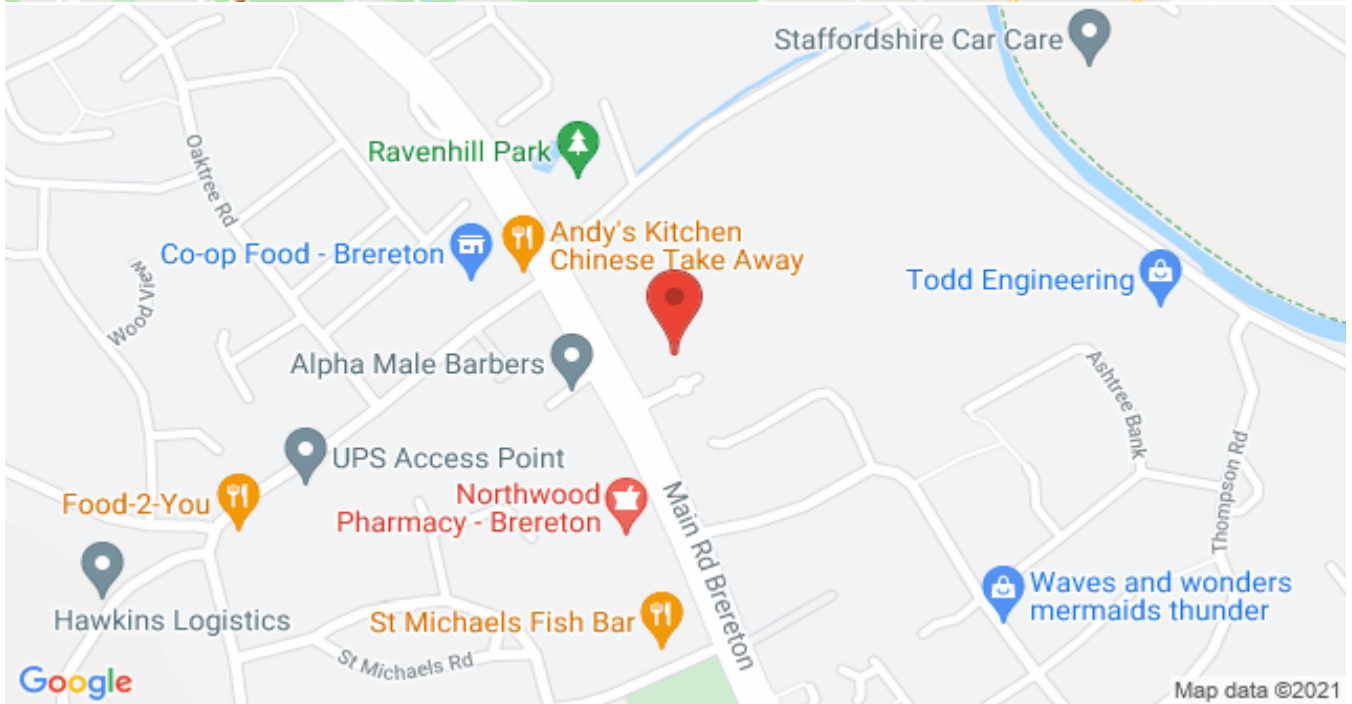 Staffordshire Car Care
Ravenhill Park
Oaktree Rd
Andy's Kitchen
Chinese Take Away
Co-op Food - Brereton
Wood View
Todd Engineering
Alpha Male Barbers
Ashtree Bank
UPS Access Point
Food-2-You
Northwood
Pharmacy - Brereton
Main Rd Brereton
Thompson Rd
Hawkins Logistics
St Michaels Fish Bar
Waves and wonders
mermaids thunder
St Michaels Rd
Google
Map data ©2021